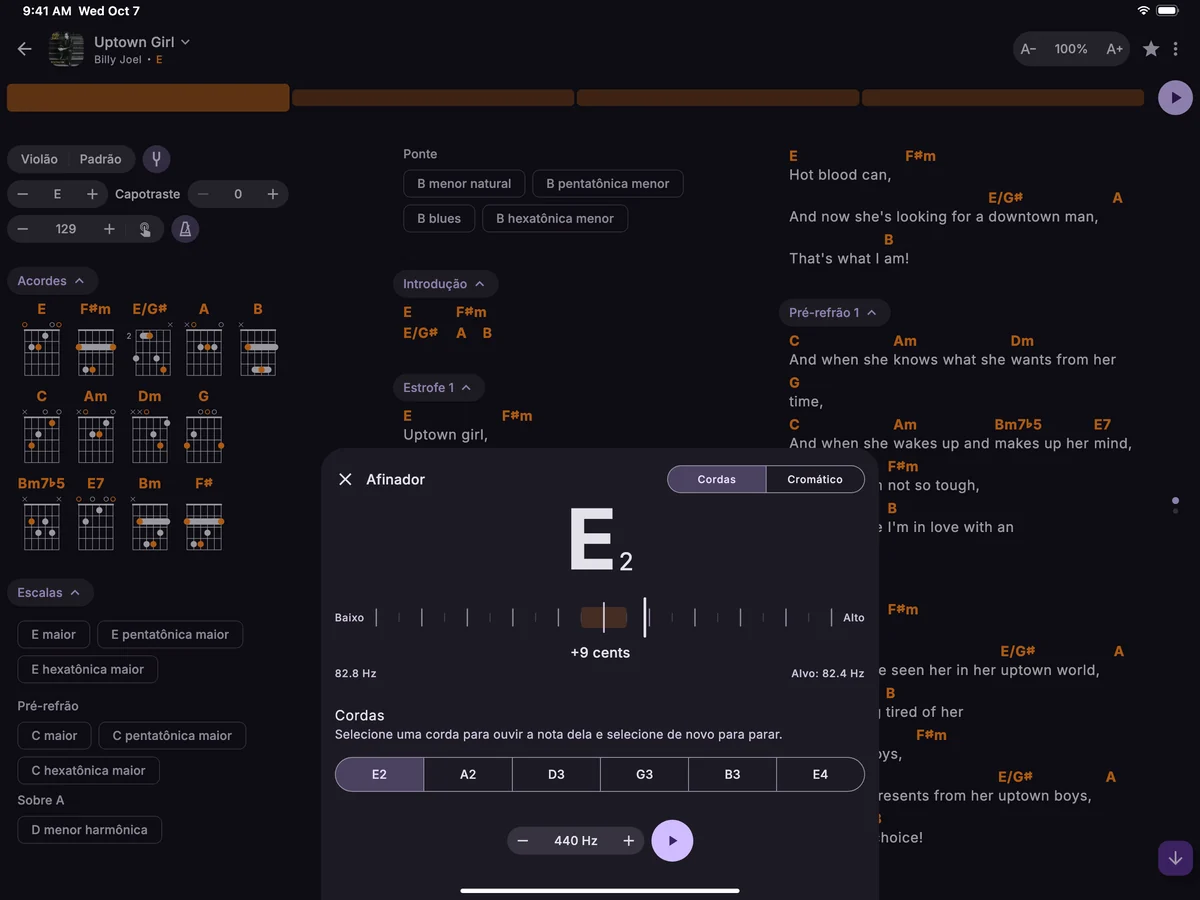 9:41 AM Wed Oct 7
Uptown Girl
Billy Joel • E
A− 100% A+
Violão Padrão
− E + Capotraste − 0 +
− 129 +
Acordes
E F#m E/G# A B
2
C Am Dm G
Bm7♭5 E7 Bm F#
Escalas
E maior E pentatônica maior
E hexatônica maior
Pré-refrão
C maior C pentatônica maior
C hexatônica maior
Sobre A
D menor harmônica
Ponte
B menor natural B pentatônica menor
B blues B hexatônica menor
Introdução
E F#m
E/G# A B
Estrofe 1
E F#m
Uptown girl,
E F#m
Hot blood can,
E/G# A
And now she's looking for a downtown man,
B
That's what I am!
Pré-refrão 1
C Am Dm
And when she knows what she wants from her
G
time,
C Am Bm7♭5 E7
And when she wakes up and makes up her mind,
F#m
not so tough,
B
I'm in love with an
F#m
E/G# A
seen her in her uptown world,
B
tired of her
F#m
E/G# A
from her uptown boys,
Afinador
Cordas Cromático
E2
Baixo Alto
+9 cents
82.8 Hz Alvo: 82.4 Hz
Cordas
Selecione uma corda para ouvir a nota dela e selecione de novo para parar.
E2 A2 D3 G3 B3 E4
− 440 Hz +